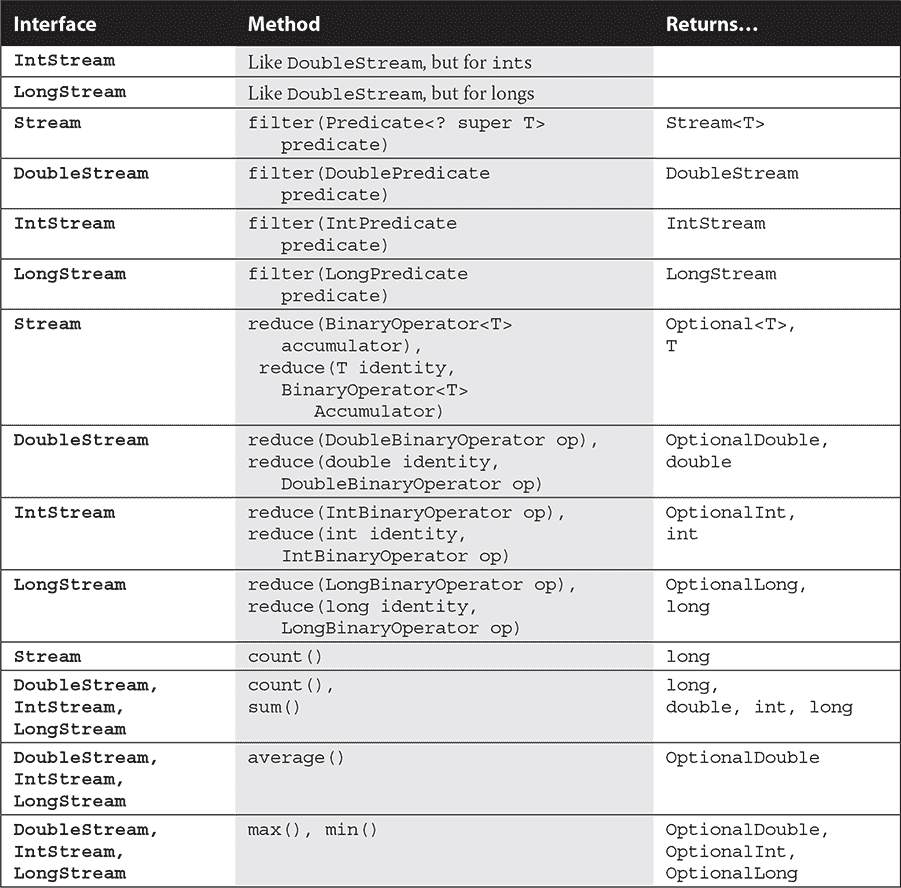 Interface Method Returns…
IntStream Like DoubleStream, but for ints
LongStream Like DoubleStream, but for longs
Stream filter(Predicate<? super T> Stream<T>
predicate)
DoubleStream filter(DoublePredicate DoubleStream
predicate)
IntStream filter(IntPredicate IntStream
predicate)
LongStream filter(LongPredicate LongStream
predicate)
Stream reduce(BinaryOperator<T> Optional<T>,
accumulator), T
reduce(T identity,
BinaryOperator<T>
Accumulator)
DoubleStream reduce(DoubleBinaryOperator op), OptionalDouble,
reduce(double identity, double
DoubleBinaryOperator op)
IntStream reduce(IntBinaryOperator op), OptionalInt,
reduce(int identity, int
IntBinaryOperator op)
LongStream reduce(LongBinaryOperator op), OptionalLong,
reduce(long identity, long
LongBinaryOperator op)
Stream count() long
DoubleStream, count(), long,
IntStream, sum() double, int, long
LongStream
DoubleStream, average() OptionalDouble
IntStream,
LongStream
DoubleStream, max(), min() OptionalDouble,
IntStream, OptionalInt,
LongStream OptionalLong